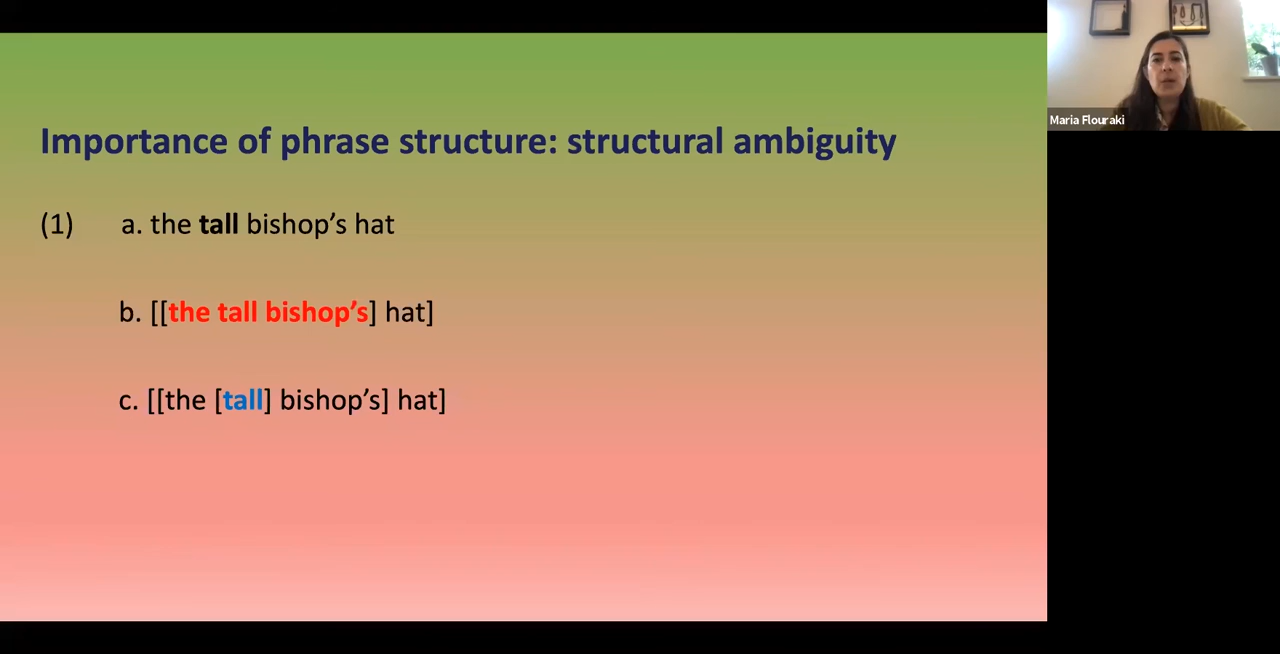 Importance of phrase structure: structural ambiguity
(1) a. the tall bishop’s hat
b. [[the tall bishop’s] hat]
c. [[the [tall] bishop’s] hat]
Maria Flouraki